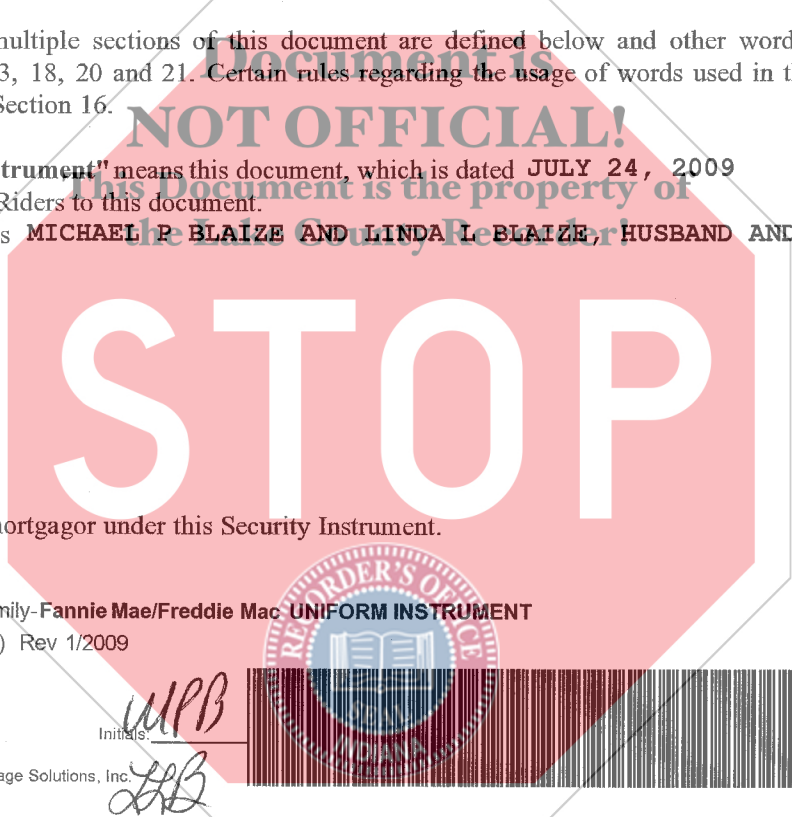 multiple sections of this document are defined below and other word
Document is
3, 18, 20 and 21. Certain rules regarding the usage of words used in
Section 16.
NOT OFFICIAL!
trument" means this document, which is dated JULY 24, 2009
This Document is the property of
Riders to this document.
s MICHAEL P BLAIZE AND LINDA L BLAIZE, HUSBAND AND
the Lake County Recorder!
STOP
mortgagor under this Security Instrument.
mily-Fannie Mae/Freddie Mac UNIFORM INSTRUMENT
) Rev 1/2009
RECORDER'S OFFICE
SEAL
INDIANA
MPB
Initials:
age Solutions, Inc.
LLB